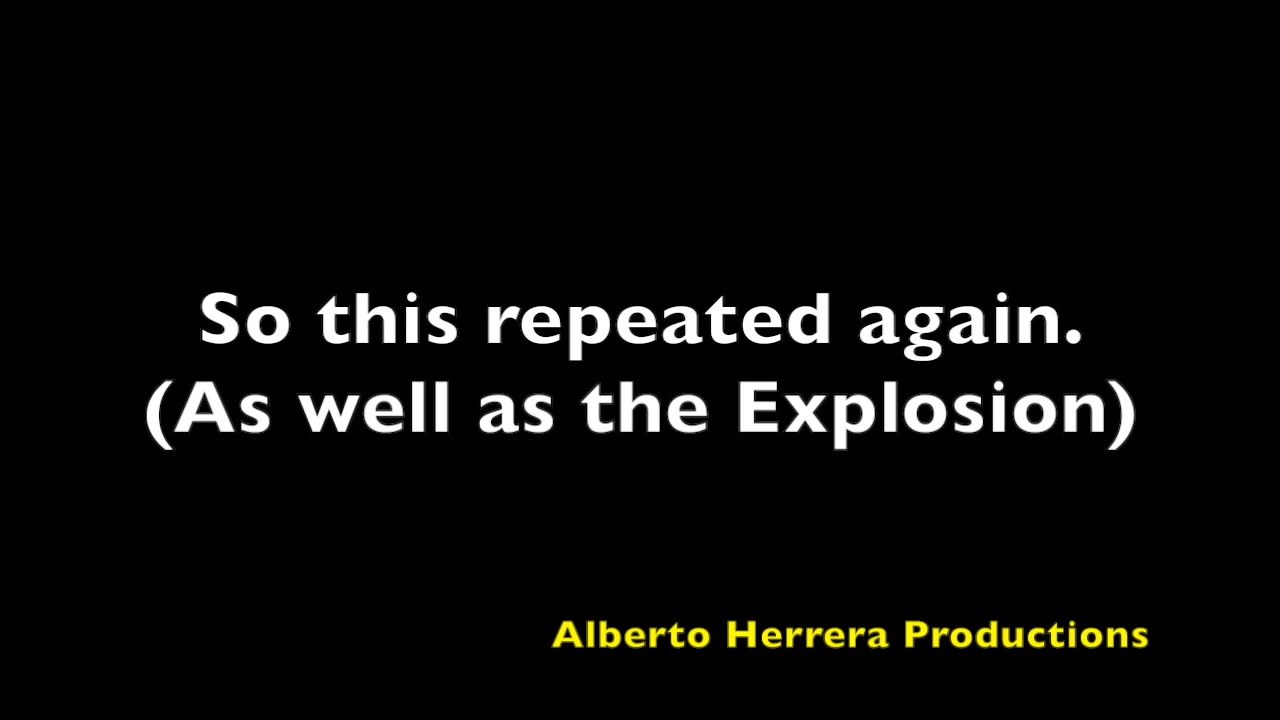 So this repeated again.
(As well as the Explosion)
Alberto Herrera Productions